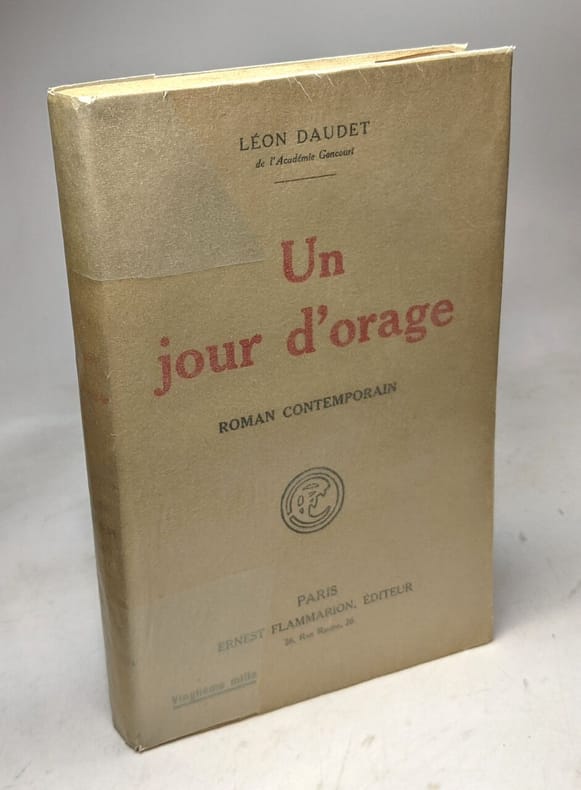 LÉON DAUDET
de l'Académie Goncourt
Un
jour d'orage
ROMAN CONTEMPORAIN
PARIS
ERNEST FLAMMARION, ÉDITEUR
26, Rue Racine, 26
Vingtième mille